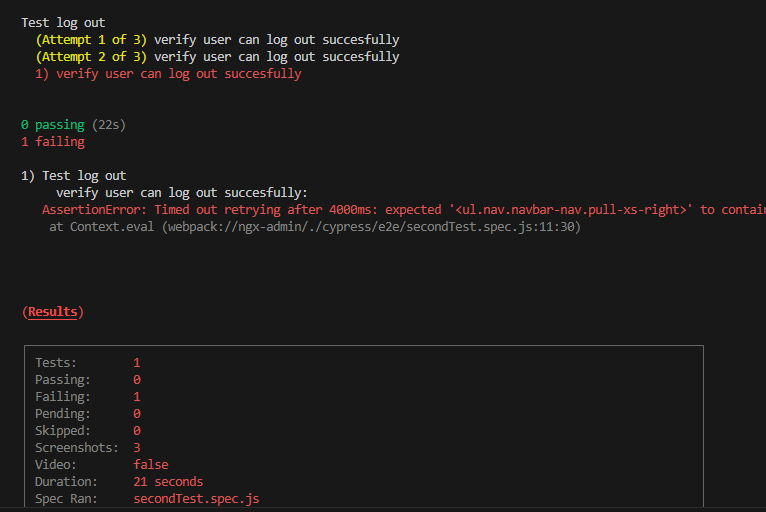 Test log out
(Attempt 1 of 3) verify user can log out succesfully
(Attempt 2 of 3) verify user can log out succesfully
1) verify user can log out succesfully
0 passing (22s)
1 failing
1) Test log out
verify user can log out succesfully:
AssertionError: Timed out retrying after 4000ms: expected '<ul.nav.navbar-nav.pull-xs-right>' to contai
at Context.eval (webpack://ngx-admin/./cypress/e2e/secondTest.spec.js:11:30)
(Results)
Tests: 1
Passing: 0
Failing: 1
Pending: 0
Skipped: 0
Screenshots: 3
Video: false
Duration: 21 seconds
Spec Ran: secondTest.spec.js